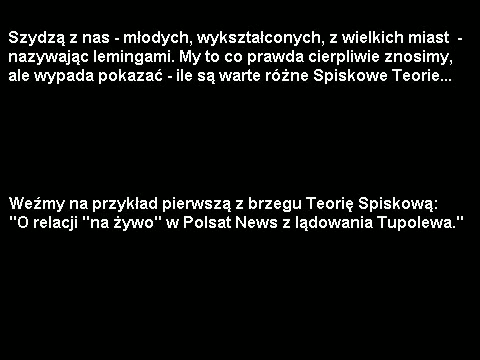 Szydzą z nas - młodych, wykształconych, z wielkich miast -
nazywając lemingami. My to co prawda cierpliwie znosimy,
ale wypada pokazać - ile są warte różne Spiskowe Teorie...
Weźmy na przykład pierwszą z brzegu Teorię Spiskową:
"O relacji "na żywo" w Polsat News z lądowania Tupolewa."